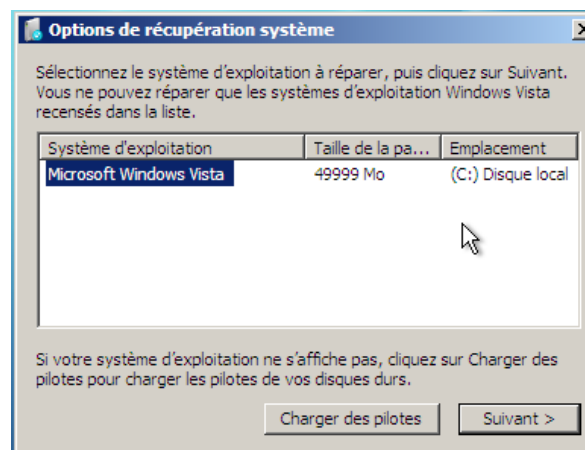 Options de récupération système
Sélectionnez le système d'exploitation à réparer, puis cliquez sur Suivant.
Vous ne pouvez réparer que les systèmes d'exploitation Windows Vista
recensés dans la liste.
Système d'exploitation Taille de la pa... Emplacement
Microsoft Windows Vista 49999 Mo (C:) Disque local
Si votre système d'exploitation ne s'affiche pas, cliquez sur Charger des
pilotes pour charger les pilotes de vos disques durs.
Charger des pilotes Suivant >